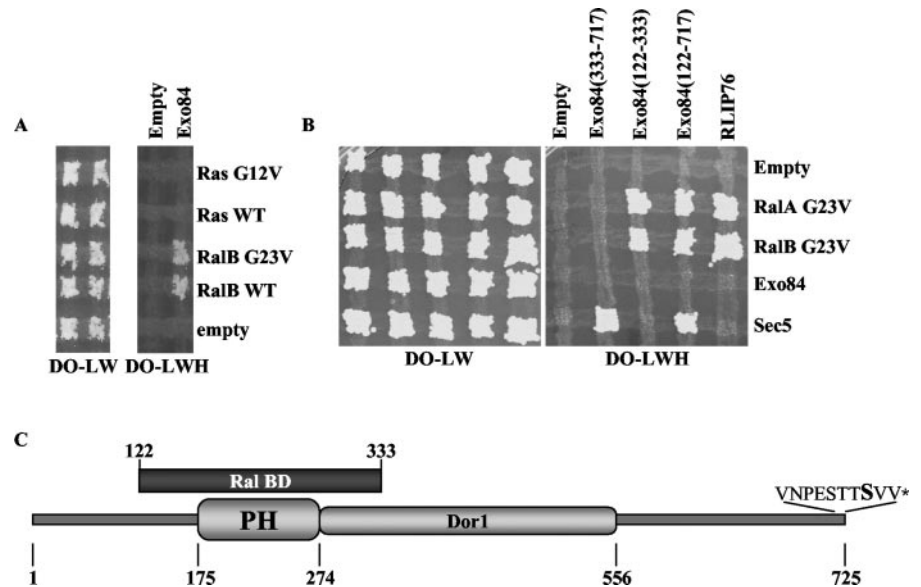 A
Empty
Exo84
Ras G12V
Ras WT
RalB G23V
RalB WT
empty
DO-LW
DO-LWH
B
Empty
Exo84(333-717)
Exo84(122-333)
Exo84(122-717)
RLIP76
Empty
RalA G23V
RalB G23V
Exo84
Sec5
DO-LW
DO-LWH
C
122
333
Ral BD
VNPESTTSVV*
PH
Dor1
1
175
274
556
725